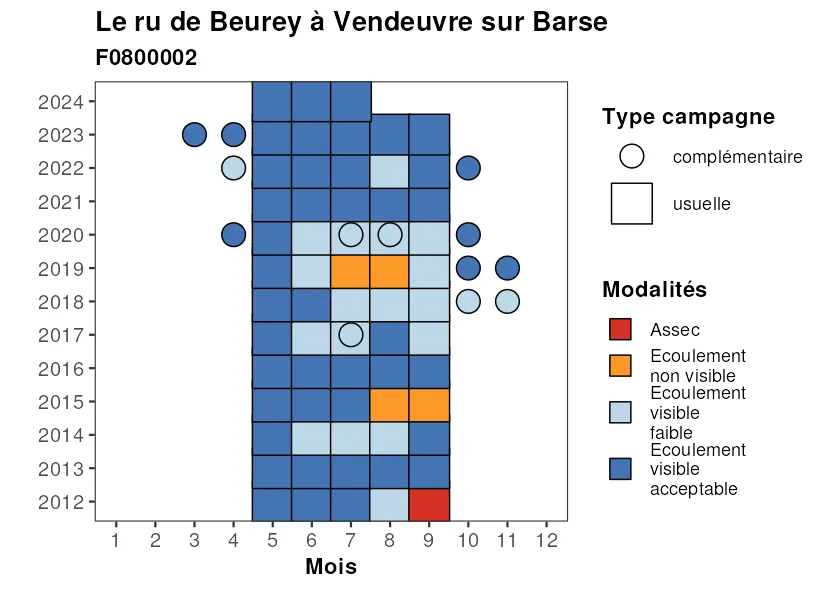 Le ru de Beurey à Vendeuvre sur Barse
F0800002
2024
2023
2022
2021
2020
2019
2018
2017
2016
2015
2014
2013
2012
1 2 3 4 5 6 7 8 9 10 11 12
Mois
Type campagne
complémentaire
usuelle
Modalités
Assec
Ecoulement
non visible
Ecoulement
visible
faible
Ecoulement
visible
acceptable